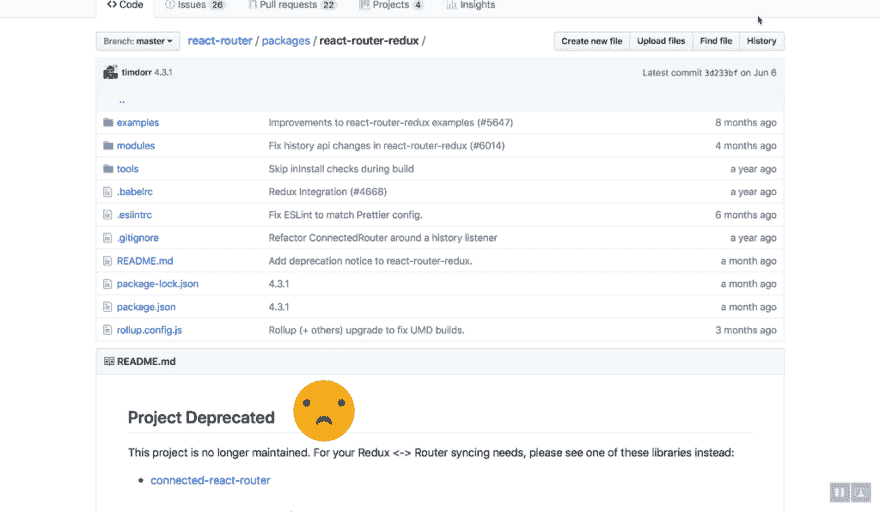 Code Issues 26 Pull requests 22 Projects 4 Insights
Branch: master react-router / packages / react-router-redux / Create new file Upload files Find file History
timdorr 4.3.1 Latest commit 3d233bf on Jun 6
..
examples Improvements to react-router-redux examples (#5647) 8 months ago
modules Fix history api changes in react-router-redux (#6014) 4 months ago
tools Skip inInstall checks during build a year ago
.babelrc Redux Integration (#4668) a year ago
.eslintrc Fix ESLint to match Prettier config. 6 months ago
.gitignore Refactor ConnectedRouter around a history listener a year ago
README.md Add deprecation notice to react-router-redux. a month ago
package-lock.json 4.3.1 a month ago
package.json 4.3.1 a month ago
rollup.config.js Rollup (+ others) upgrade to fix UMD builds. 3 months ago
README.md
Project Deprecated
This project is no longer maintained. For your Redux <-> Router syncing needs, please see one of these libraries instead:
• connected-react-router